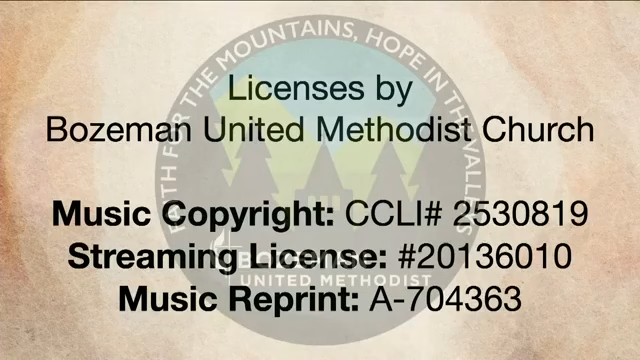 FAITH FOR THE MOUNTAINS, HOPE IN THE VALLEYS
Licenses by
Bozeman United Methodist Church
Music Copyright: CCLI# 2530819
Streaming License: #20136010
BOZEMAN
UNITED METHODIST
Music Reprint: A-704363